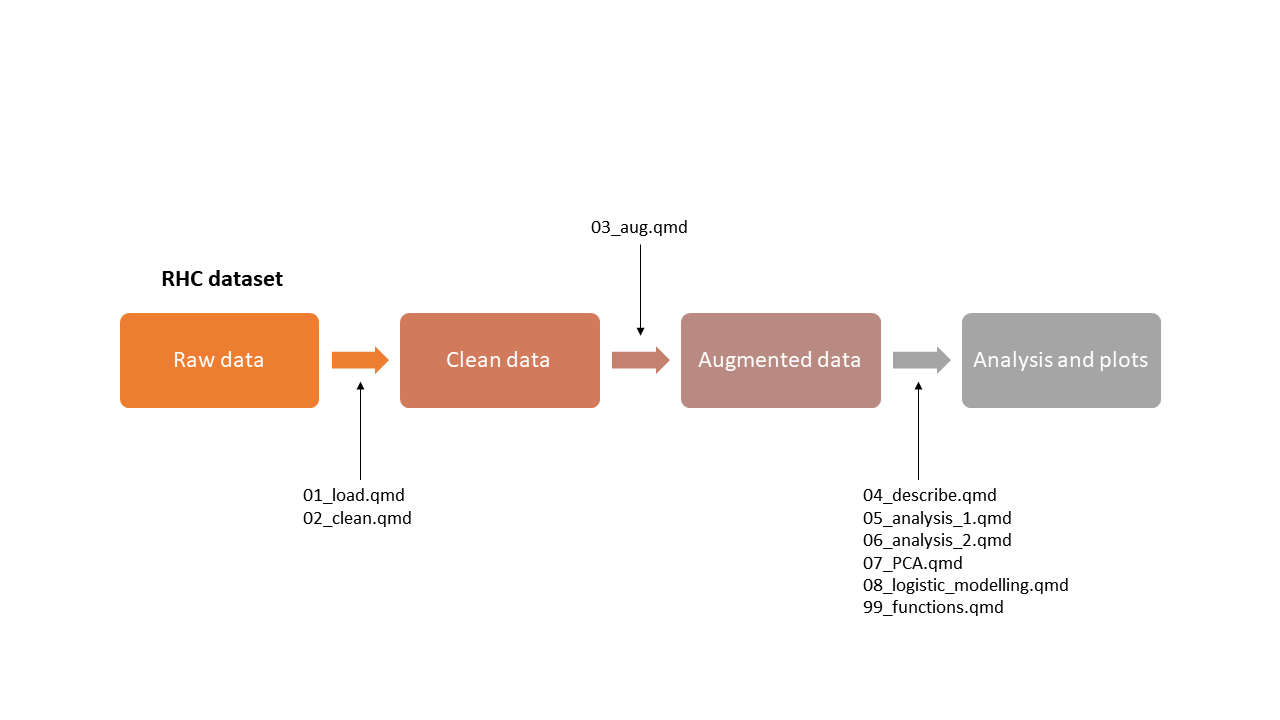 03_aug.qmd
RHC dataset
Raw data
Clean data
Augmented data
Analysis and plots
01_load.qmd
02_clean.qmd
04_describe.qmd
05_analysis_1.qmd
06_analysis_2.qmd
07_PCA.qmd
08_logistic_modelling.qmd
99_functions.qmd